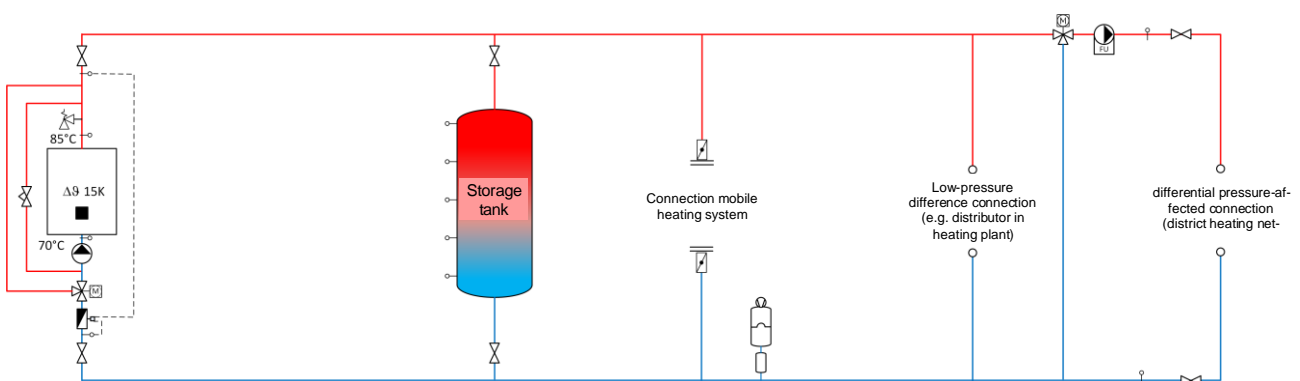 M
FU
85°C
Δϑ 15K
70°C
M
Storage
tank
Connection mobile
heating system
Low-pressure
difference connection
(e.g. distributor in
heating plant)
differential pressure-af-
fected connection
(district heating net-